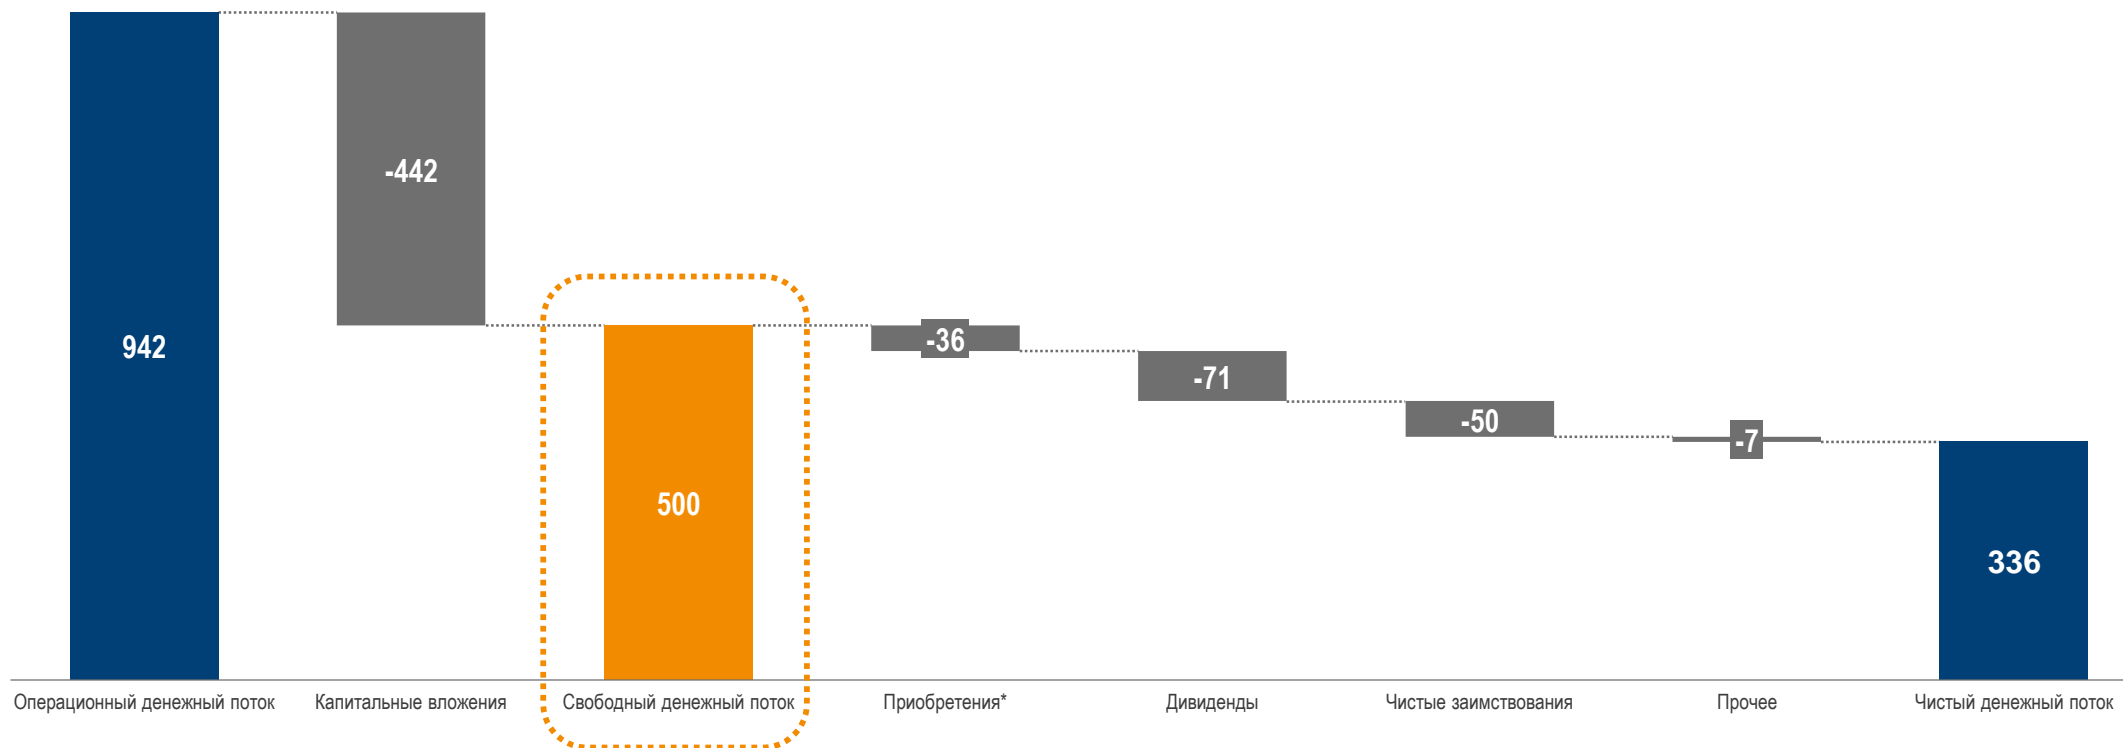 942
-442
500
-36
-71
-50
-7
336
Операционный денежный поток
Капитальные вложения
Свободный денежный поток
Приобретения*
Дивиденды
Чистые заимствования
Прочее
Чистый денежный поток